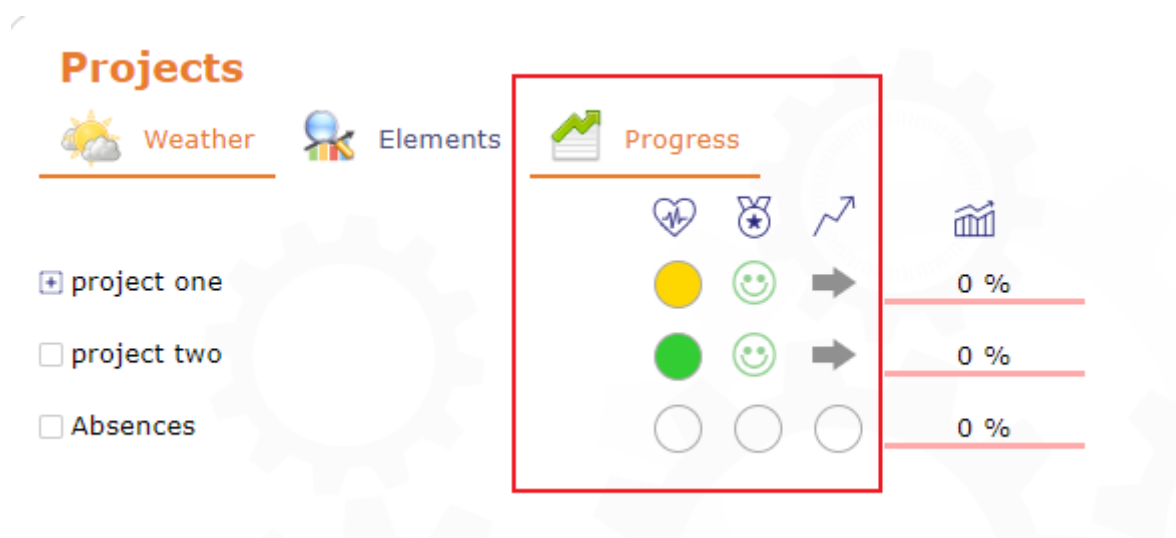 Projects
Weather Elements Progress
project one 0 %
project two 0 %
Absences 0 %